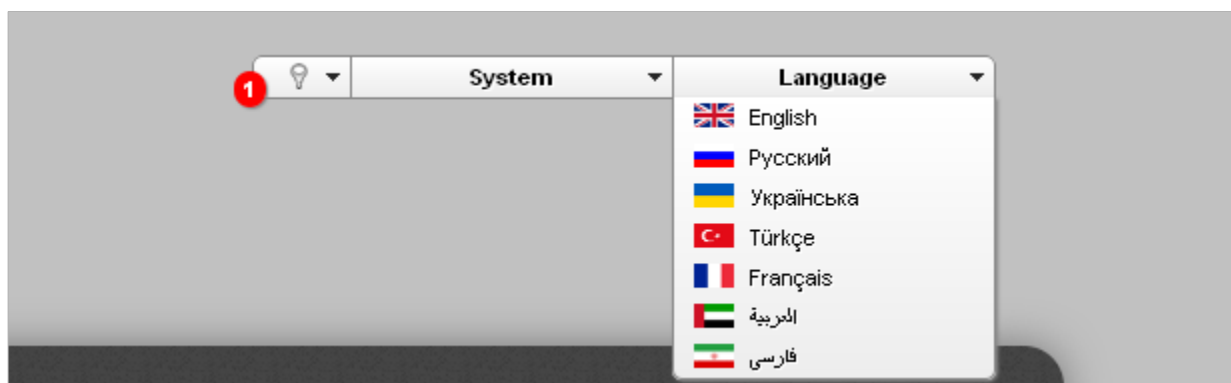 1
System
Language
English
Русский
Українська
Türkçe
Français
العربية
فارسی